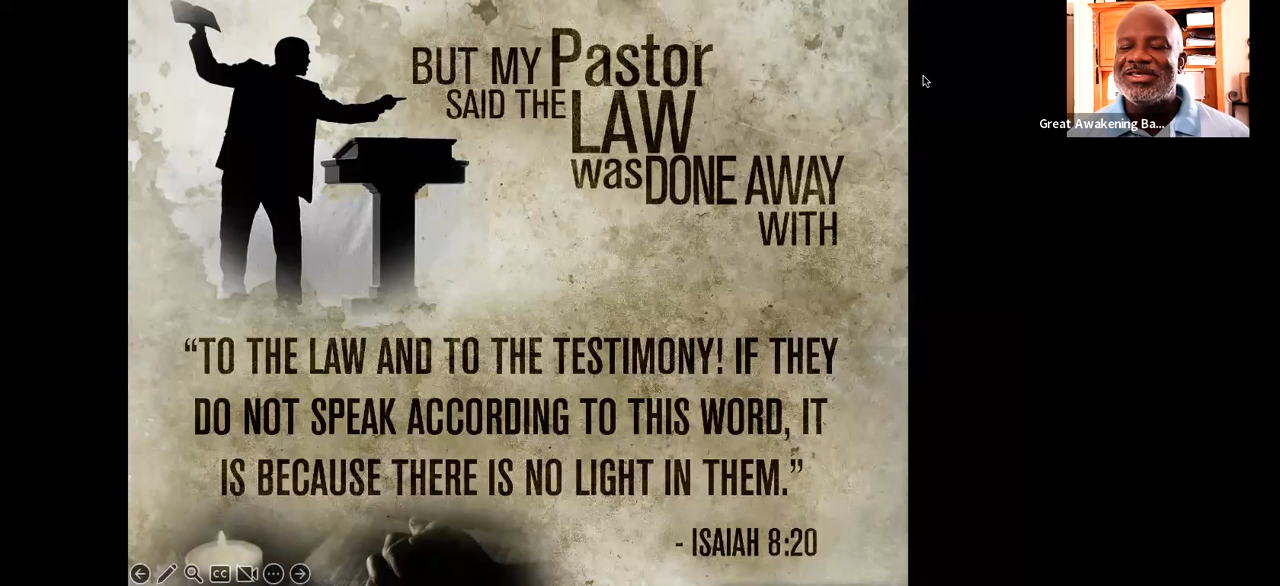 BUT MY Pastor
SAID THE LAW
was DONE AWAY
WITH
“TO THE LAW AND TO THE TESTIMONY! IF THEY
DO NOT SPEAK ACCORDING TO THIS WORD, IT
IS BECAUSE THERE IS NO LIGHT IN THEM.”
- ISAIAH 8:20
Great Awakening Ba...
CC